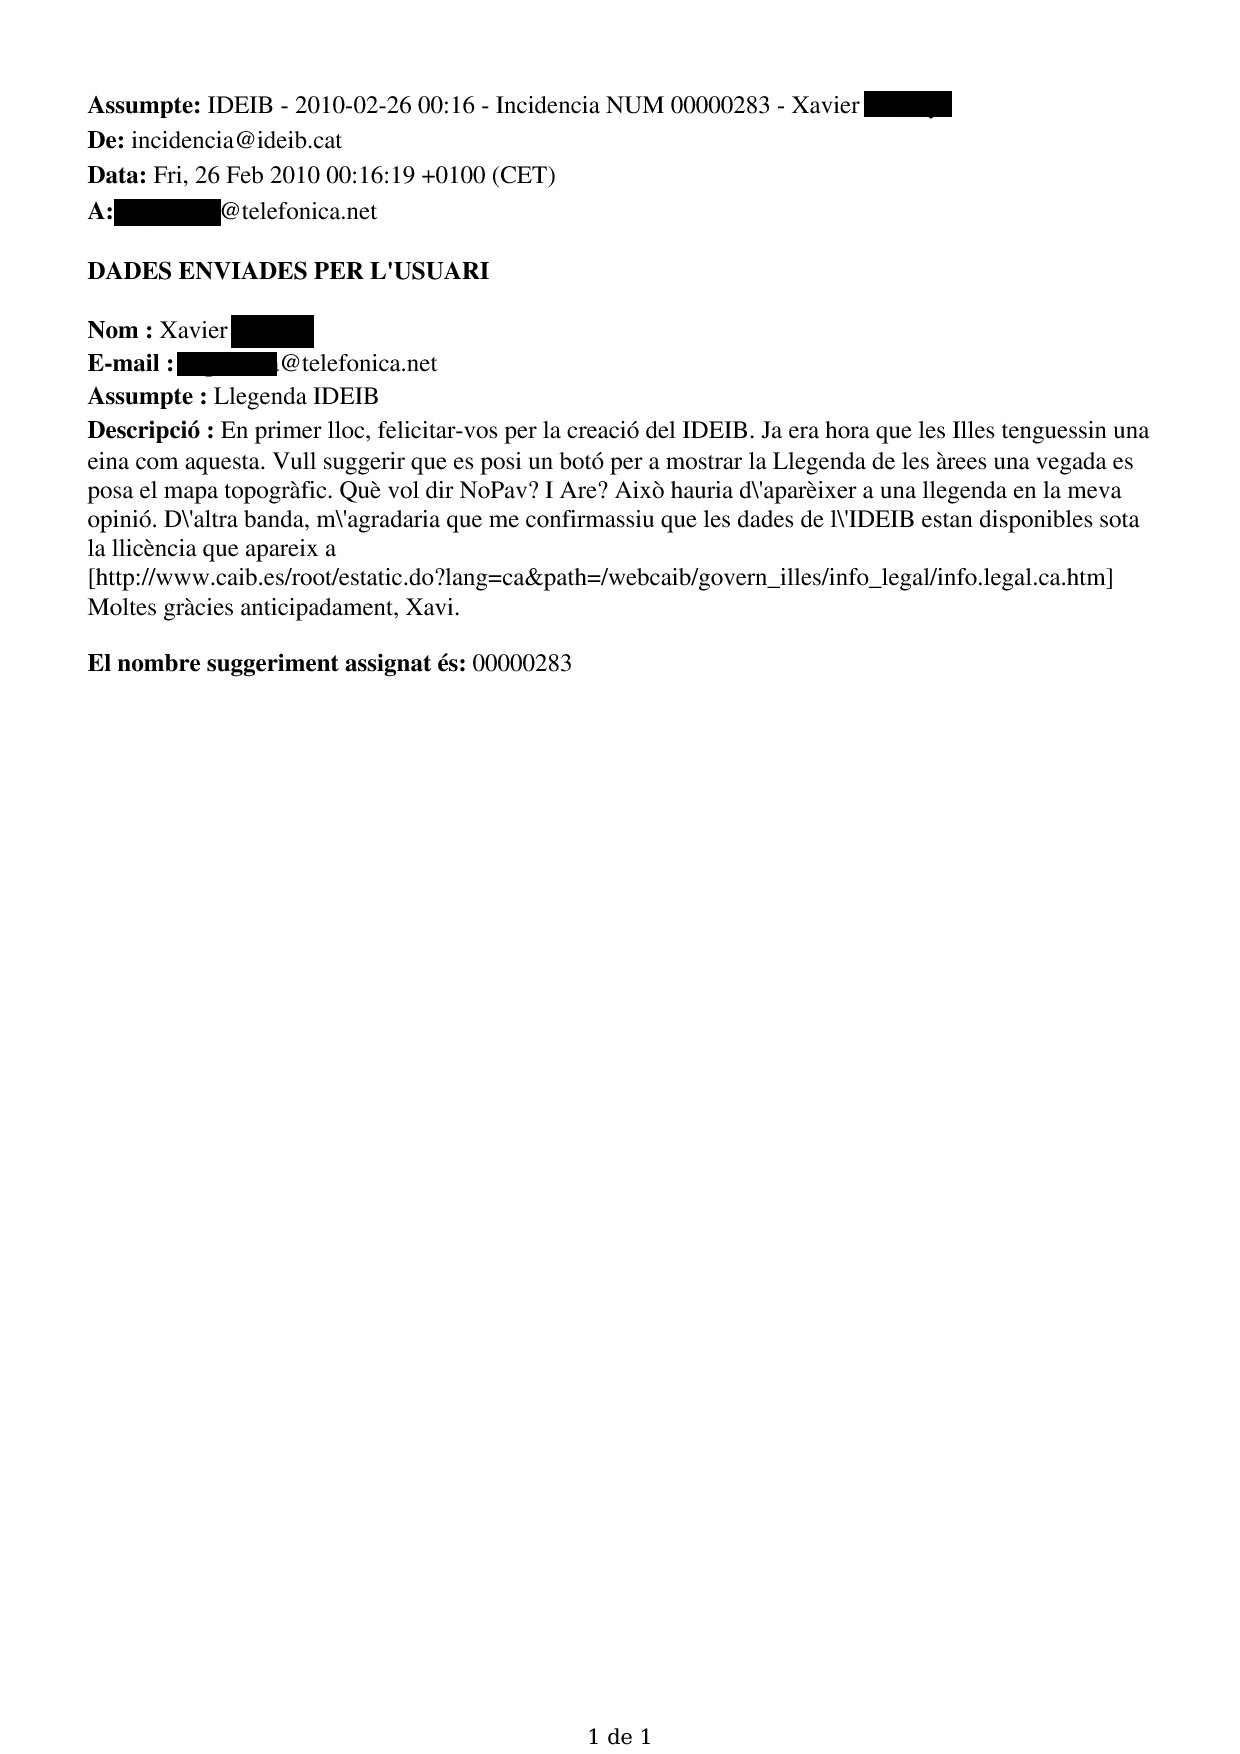 Assumpte: IDEIB - 2010-02-26 00:16 - Incidencia NUM 00000283 - Xavier
De: incidencia@ideib.cat
Data: Fri, 26 Feb 2010 00:16:19 +0100 (CET)
A: @telefonica.net
DADES ENVIADES PER L'USUARI
Nom : Xavier
E-mail : @telefonica.net
Assumpte : Llegenda IDEIB
Descripció : En primer lloc, felicitar-vos per la creació del IDEIB. Ja era hora que les Illes tenguessin una
eina com aquesta. Vull suggerir que es posi un botó per a mostrar la Llegenda de les àrees una vegada es
posa el mapa topogràfic. Què vol dir NoPav? I Are? Això hauria d\'aparèixer a una llegenda en la meva
opinió. D\'altra banda, m\'agradaria que me confirmassiu que les dades de l\'IDEIB estan disponibles sota
la llicència que apareix a
[http://www.caib.es/root/estatic.do?lang=ca&path=/webcaib/govern_illes/info_legal/info.legal.ca.htm]
Moltes gràcies anticipadament, Xavi.
El nombre suggeriment assignat és: 00000283
1 de 1